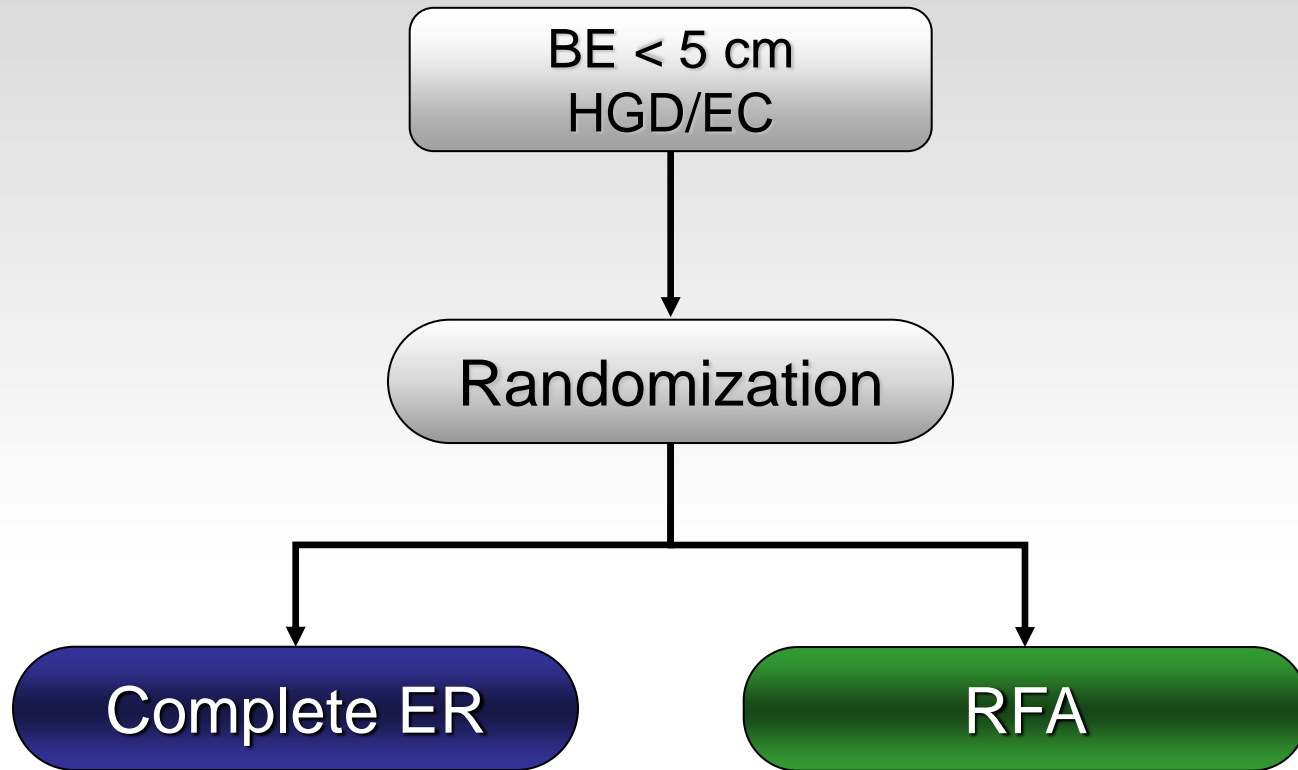 BE < 5 cm
HGD/EC
Randomization
Complete ER
RFA